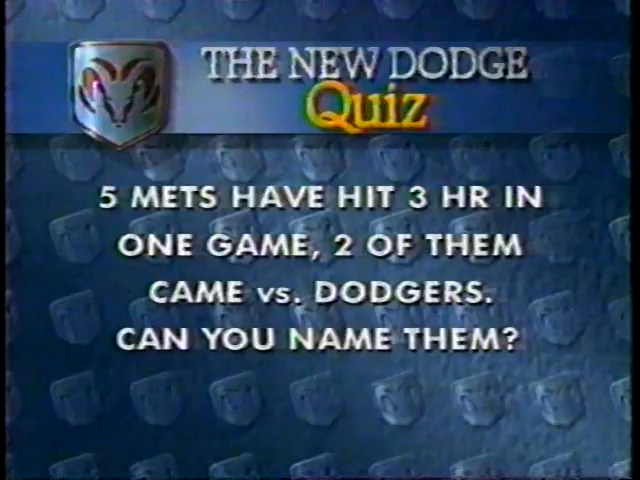 THE NEW DODGE
Quiz
5 METS HAVE HIT 3 HR IN
ONE GAME, 2 OF THEM
CAME vs. DODGERS.
CAN YOU NAME THEM?